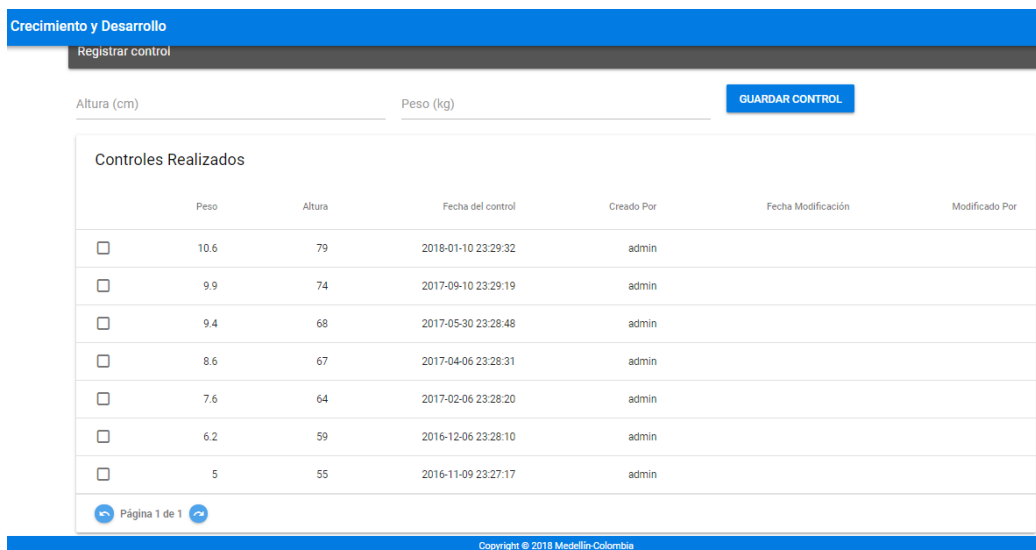 Crecimiento y Desarrollo
Registrar control
Altura (cm) Peso (kg) GUARDAR CONTROL
Controles Realizados
Peso Altura Fecha del control Creado Por Fecha Modificación Modificado Por
10.6 79 2018-01-10 23:29:32 admin
9.9 74 2017-09-10 23:29:19 admin
9.4 68 2017-05-30 23:28:48 admin
8.6 67 2017-04-06 23:28:31 admin
7.6 64 2017-02-06 23:28:20 admin
6.2 59 2016-12-06 23:28:10 admin
5 55 2016-11-09 23:27:17 admin
Página 1 de 1
Copyright © 2018 Medellín-Colombia